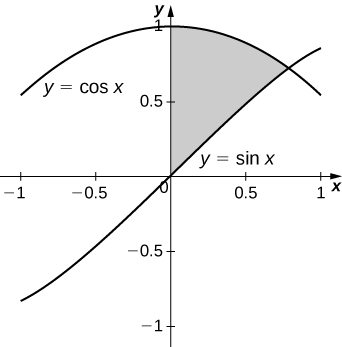 y
1
y = cos x
0.5
y = sin x
−1 −0.5 0 0.5 1 x
−0.5
−1